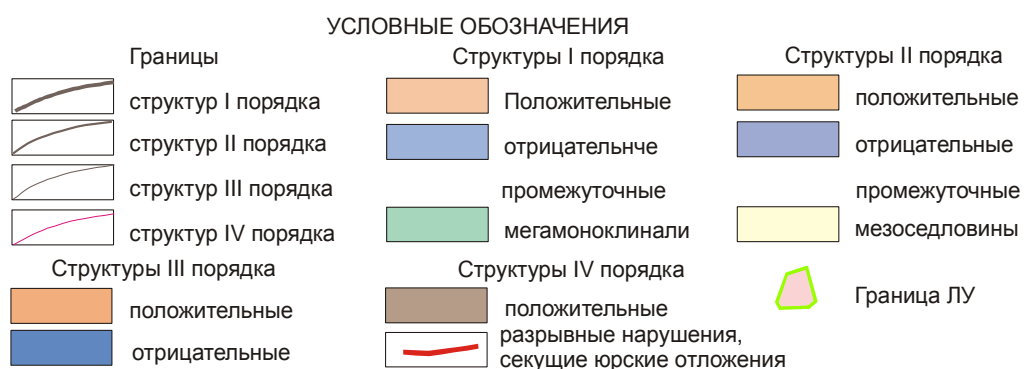 УСЛОВНЫЕ ОБОЗНАЧЕНИЯ
Границы
структур I порядка
структур II порядка
структур III порядка
структур IV порядка
Структуры I порядка
Положительные
отрицательнче
промежуточные
мегамоноклинали
Структуры II порядка
положительные
отрицательные
промежуточные
мезоседловины
Структуры III порядка
положительные
отрицательные
Структуры IV порядка
положительные
разрывные нарушения,
секущие юрские отложения
Граница ЛУ